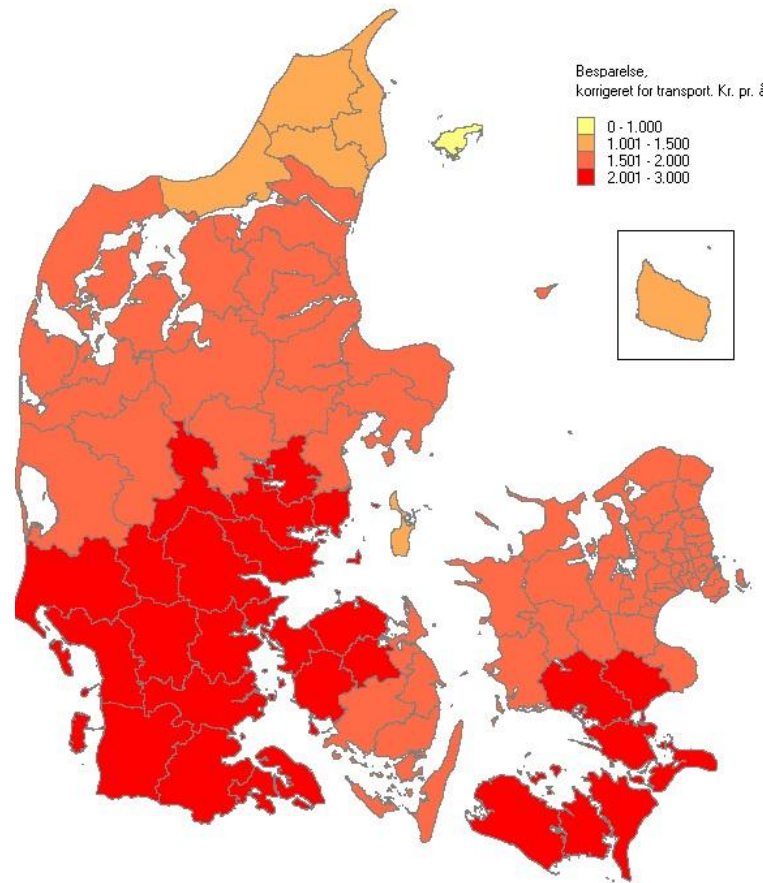 Besparelse,
korrigeret for transport. Kr. pr. å
0 - 1.000
1.001 - 1.500
1.501 - 2.000
2.001 - 3.000